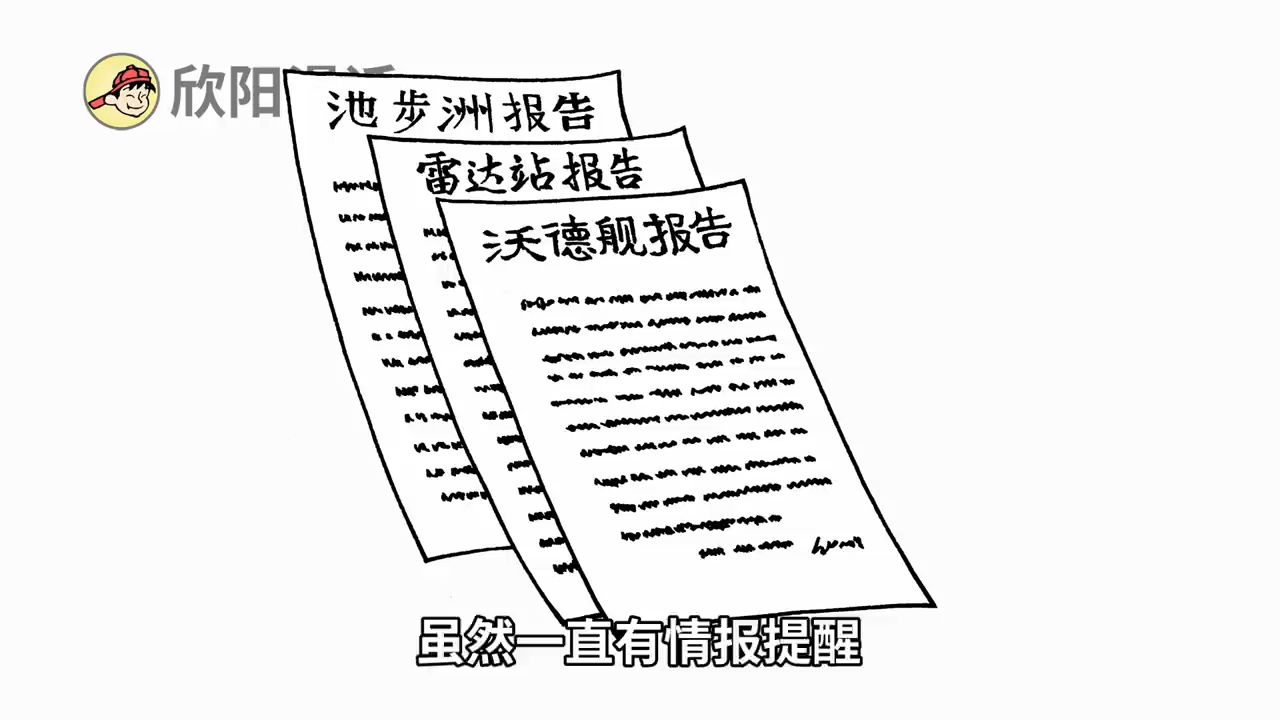 欣阳
池步洲报告
雷达站报告
沃德舰报告
虽然一直有情报提醒